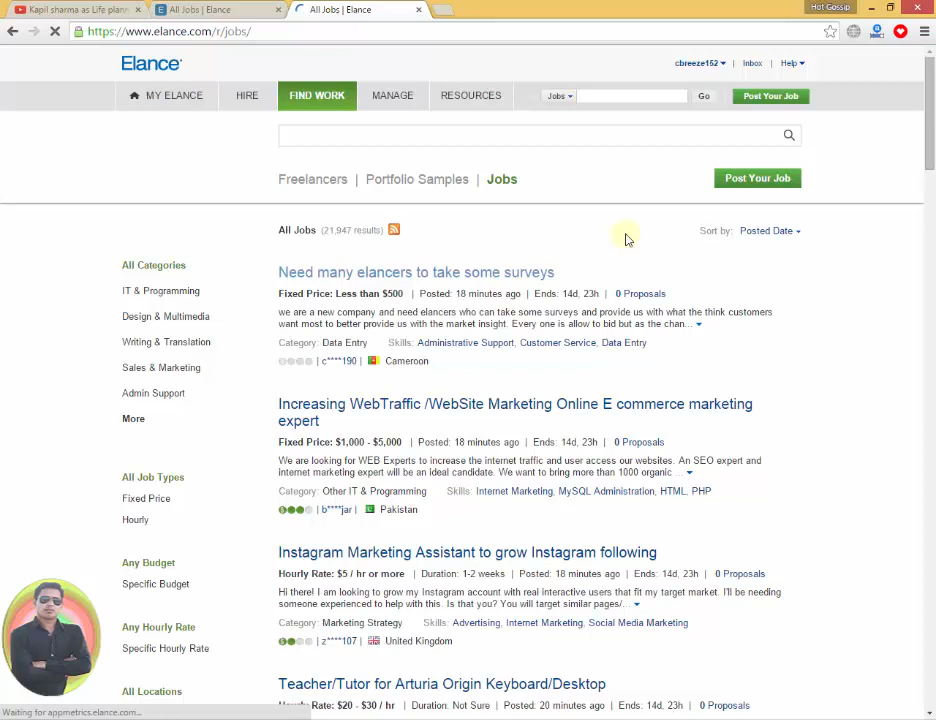 Kapil sharma as Life plann
All Jobs | Elance
All Jobs | Elance
Hot Gossip
https://www.elance.com/r/jobs/
Elance
cbreeze152 | Inbox | Help
MY ELANCE HIRE FIND WORK MANAGE RESOURCES Jobs Go Post Your Job
Freelancers | Portfolio Samples | Jobs Post Your Job
All Jobs (21,947 results) Sort by: Posted Date
All Categories
IT & Programming
Design & Multimedia
Writing & Translation
Sales & Marketing
Admin Support
More
All Job Types
Fixed Price
Hourly
Any Budget
Specific Budget
Any Hourly Rate
Specific Hourly Rate
All Locations
Need many elancers to take some surveys
Fixed Price: Less than $500 | Posted: 18 minutes ago | Ends: 14d, 23h | 0 Proposals
we are a new company and need elancers who can take some surveys and provide us with what the think customers
want most to better provide us with the market insight. Every one is allow to bid but as the chan...
Category: Data Entry Skills: Administrative Support, Customer Service, Data Entry
| c****190 | Cameroon
Increasing WebTraffic /WebSite Marketing Online E commerce marketing
expert
Fixed Price: $1,000 - $5,000 | Posted: 18 minutes ago | Ends: 14d, 23h | 0 Proposals
We are looking for WEB Experts to increase the internet traffic and user access our websites. An SEO expert and
internet marketing expert will be an ideal candidate. We want to bring more than 1000 organic ...
Category: Other IT & Programming Skills: Internet Marketing, MySQL Administration, HTML, PHP
| b****jar | Pakistan
Instagram Marketing Assistant to grow Instagram following
Hourly Rate: $5 / hr or more | Duration: 1-2 weeks | Posted: 18 minutes ago | Ends: 14d, 23h | 0 Proposals
Hi there! I am looking to grow my Instagram account with real interactive users that fit my target market. I'll be needing
someone experienced to help with this. Is that you? You will target similar pages/...
Category: Marketing Strategy Skills: Advertising, Internet Marketing, Social Media Marketing
| z****107 | United Kingdom
Teacher/Tutor for Arturia Origin Keyboard/Desktop
Hourly Rate: $20 - $30 / hr | Duration: Not Sure | Posted: 20 minutes ago | Ends: 14d, 23h | 0 Proposals
Waiting for appmetrics.elance.com...